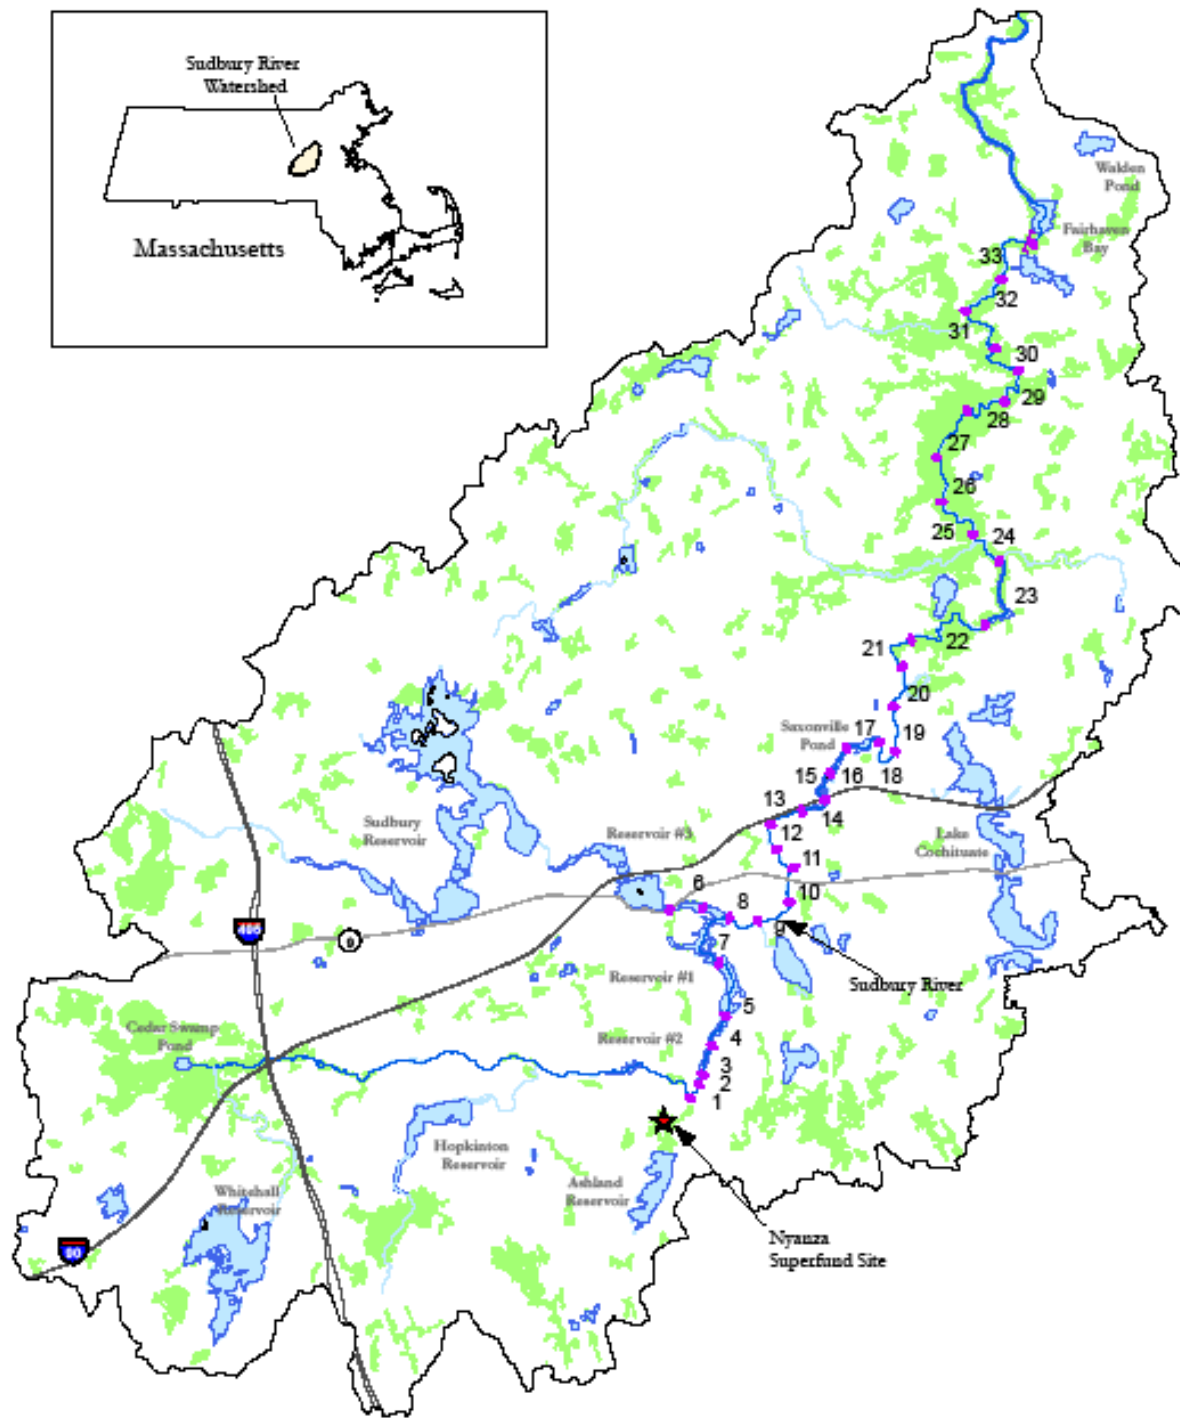 Sudbury River
Watershed
Massachusetts
Walden
Pond
Fairhaven
Bay
33
32
31
30
29
28
27
26
25
24
23
22
21
20
19
Saxonville
Pond
17
18
16
15
14
13
12
11
10
Lake
Cochituate
Sudbury
Reservoir
Reservoir #3
6
8
9
7
Sudbury River
Reservoir #1
5
Reservoir #2
4
3
2
1
Cedar Swamp
Pond
Hopkinton
Reservoir
Ashland
Reservoir
Whitehall
Reservoir
Nyanza
Superfund Site